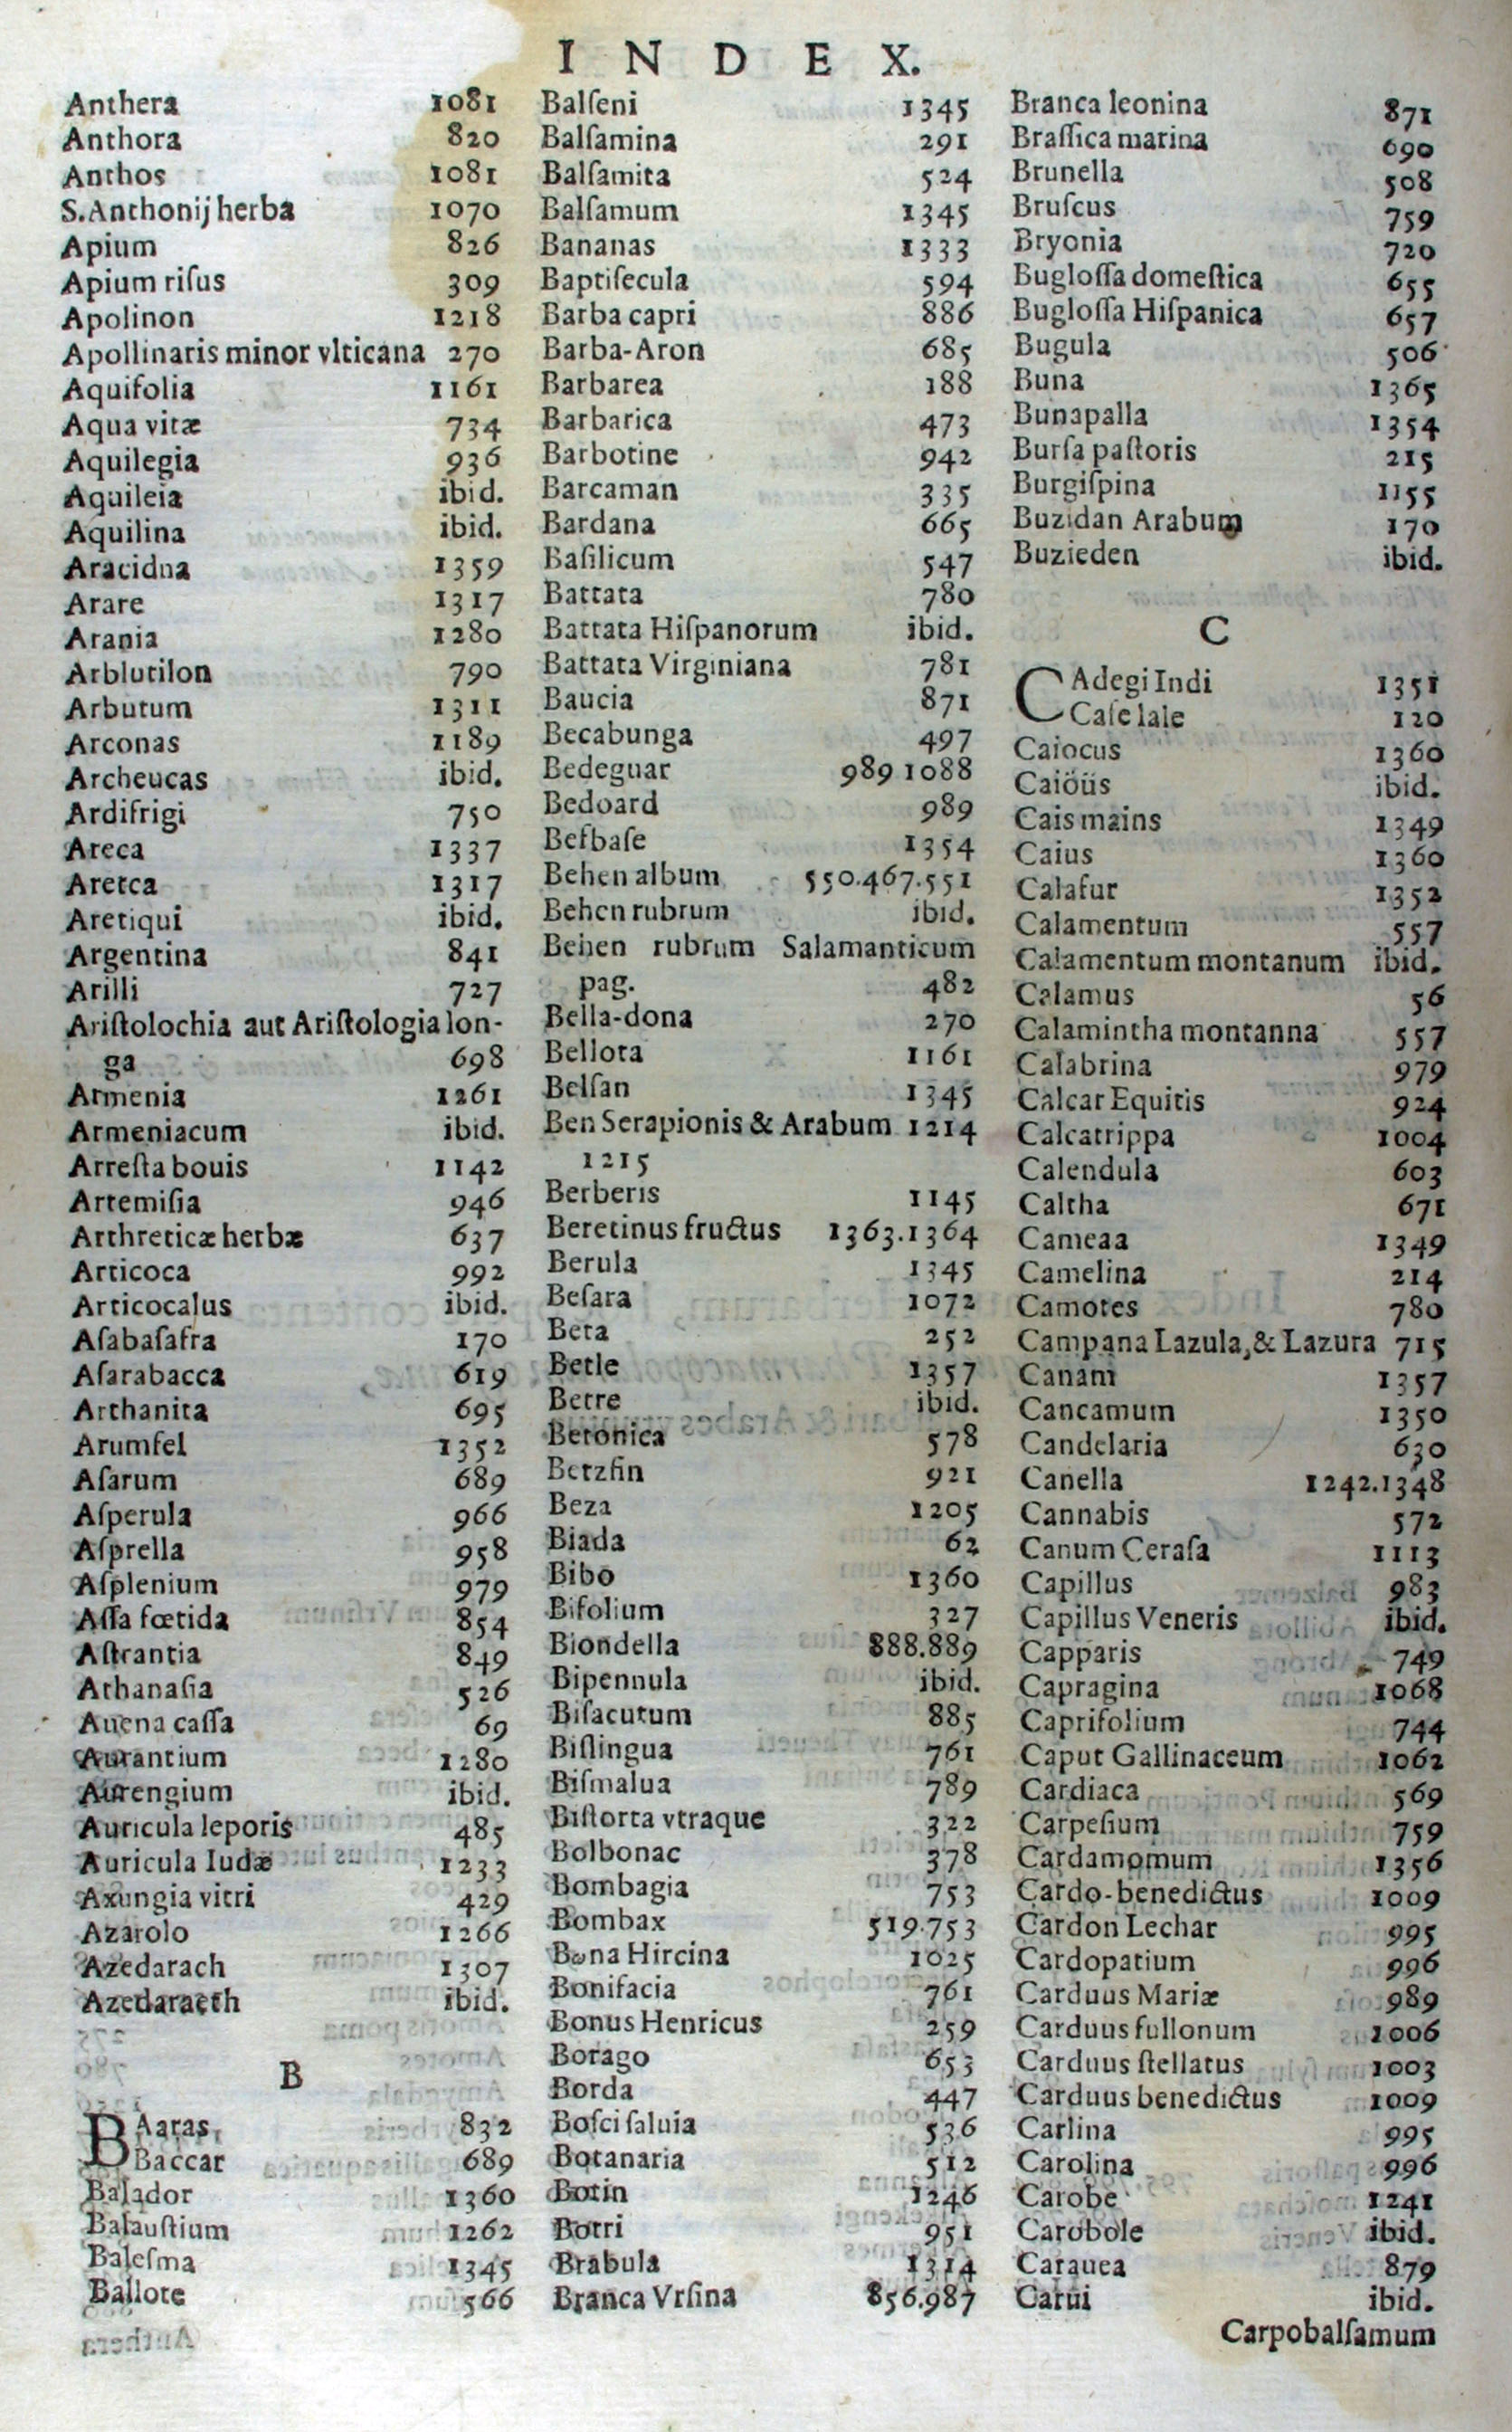 INDEX.
Anthera 1081
Anthora 820
Anthos 1081
S.Anthonij herba 1070
Apium 826
Apium riſus 309
Apolinon 1218
Apollinaris minor vlticana 270
Aquifolia 1161
Aqua vitæ 734
Aquilegia 936
Aquileia ibid.
Aquilina ibid.
Aracidna 1359
Arare 1317
Arania 1280
Arblutilon 790
Arbutum 1311
Arconas 1189
Archeucas ibid.
Ardifrigi 750
Areca 1337
Arerca 1317
Aretiqui ibid.
Argentina 841
Arilli 727
Ariſtolochia aut Ariſtologia lon-
ga 698
Armenia 1261
Armeniacum ibid.
Arreſta bouis 1142
Artemiſia 946
Arthreticæ herbæ 637
Articoca 992
Articocalus ibid.
Aſabaſafra 170
Aſarabacca 619
Arthanita 695
Arumfel 1352
Aſarum 689
Aſperula 966
Aſprella 958
Aſplenium 979
Aſſa fœtida 854
Aſtrantia 849
Athanaſia 526
Auena caſſa 69
Aurantium 1280
Aurengium ibid.
Auricula leporis 485
Auricula Iudæ 1233
Axungia vitri 429
Azarolo 1266
Azedarach 1307
Azedaraeth ibid.
B
BAaras, 832
Baccar 689
Balador 1360
Balauſtium 1262
Baleſma 1345
Ballote 566
Balſeni 1345
Balſamina 291
Balſamita 524
Balſamum 1345
Bananas 1333
Baptiſecula 594
Barba capri 886
Barba-Aron 685
Barbarea 188
Barbarica 473
Barbotine 942
Barcaman 335
Bardana 665
Baſilicum 547
Battata 780
Battata Hiſpanorum ibid.
Battata Virginiana 781
Baucia 871
Becabunga 497
Bedeguar 989 1088
Bedoard 989
Befbaſe 1354
Behen album 550.467.551
Behen rubrum ibid.
Behen rubrum Salamanticum
pag. 482
Bella-dona 270
Bellota 1161
Belſan 1345
Ben Serapionis & Arabum 1214
1215
Berberis 1145
Beretinus fructus 1363.1364
Berula 1345
Beſara 1072
Beta 252
Betle 1357
Betre ibid.
Betonica 578
Betzfin 921
Beza 1205
Biada 62
Bibo 1360
Bifolium 327
Biondella 888.889
Bipennula ibid.
Biſacutum 885
Biſlingua 761
Biſmalua 789
Biſtorta vtraque 322
Bolbonac 378
Bombagia 753
Bombax 519.753
Bona Hircina 1025
Bonifacia 761
Bonus Henricus 259
Borago 653
Borda 447
Boſci ſaluia 536
Botanaria 512
Botin 1246
Botri 951
Brabula 1314
Branca Vrſina 856.987
Branca leonina 871
Braſſica marina 690
Brunella 508
Bruſcus 759
Bryonia 720
Bugloſſa domeſtica 655
Bugloſſa Hiſpanica 657
Bugula 506
Buna 1365
Bunapalla 1354
Burſa paſtoris 215
Burgiſpina 1155
Buzidan Arabum 170
Buzieden ibid.
C
CAdegi Indi 1351
Caſe laſe 120
Caiocus 1360
Caiöüs ibid.
Cais mains 1349
Caius 1360
Calafur 1352
Calamentum 557
Calamentum montanum ibid.
Calamus 56
Calamintha montanna 557
Calabrina 979
Calcar Equitis 924
Calcatrippa 1004
Calendula 603
Caltha 671
Cameaa 1349
Camelina 214
Camotes 780
Campana Lazula,& Lazura 715
Canam 1357
Cancamum 1350
Candelaria 630
Canella 1242.1348
Cannabis 572
Canum Ceraſa 1113
Capillus 983
Capillus Veneris ibid.
Capparis 749
Capragina 1068
Caprifolium 744
Caput Gallinaceum 1062
Cardiaca 569
Carpeſium 759
Cardamomum 1356
Cardo-benedictus 1009
Cardon Lechar 995
Cardopatium 996
Carduus Mariæ 989
Carduus fullonum 1006
Carduus ſtellatus 1003
Carduus benedictus 1009
Carlina 995
Carolina 996
Carobe 1241
Carobole ibid.
Carauea 879
Carui ibid.
Carpobalſamum